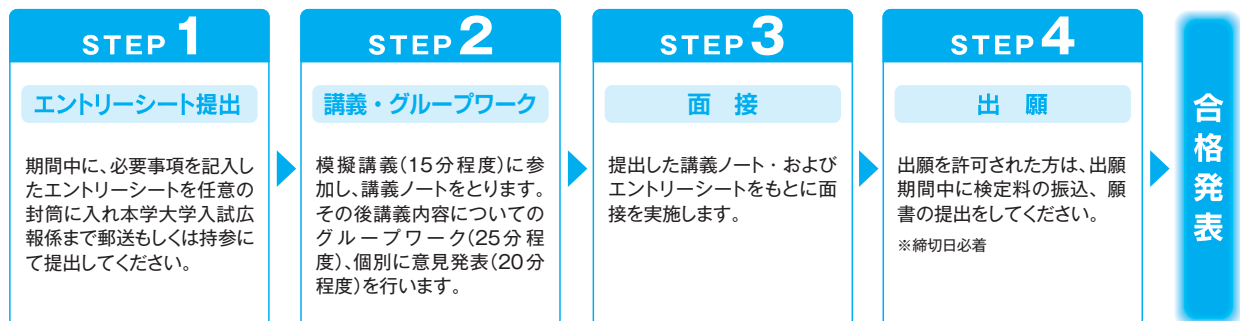 STEP 1
エントリーシート提出
期間中に、必要事項を記入し
たエントリーシートを任意の
封筒に入れ本学大学入試広
報係まで郵送もしくは持参に
て提出してください。
STEP 2
講義・グループワーク
模擬講義(15分程度)に参
加し、講義ノートをとります。
その後講義内容についての
グループワーク(25分程
度)、個別に意見発表(20分
程度)を行います。
STEP 3
面 接
提出した講義ノート・および
エントリーシートをもとに面
接を実施します。
STEP 4
出 願
出願を許可された方は、出願
期間中に検定料の振込、願
書の提出をしてください。
※締切日必着
合格発表